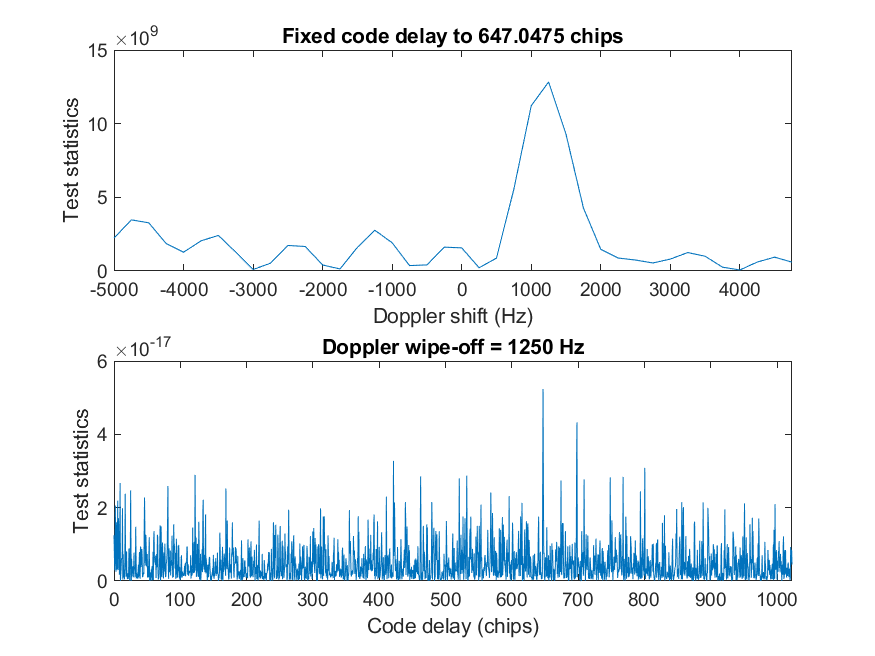 ×10^9
Fixed code delay to 647.0475 chips
Test statistics
15
10
5
0
-5000 -4000 -3000 -2000 -1000 0 1000 2000 3000 4000
Doppler shift (Hz)
×10^-17
Doppler wipe-off = 1250 Hz
Test statistics
6
4
2
0
0 100 200 300 400 500 600 700 800 900 1000
Code delay (chips)